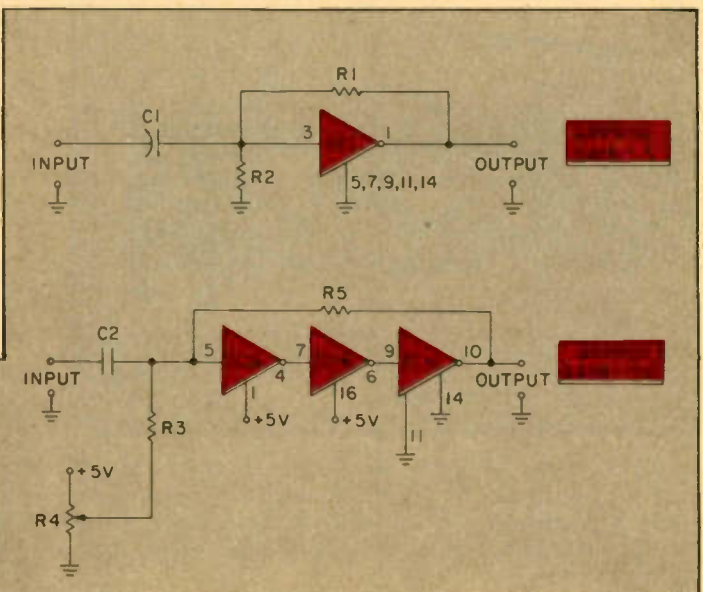 R1
C1
3
1
INPUT
OUTPUT
R2
5,7,9,11,14
R5
C2
5
4
7
6
9
10
INPUT
OUTPUT
1
16
14
+5V
+5V
R3
11
+5V
R4